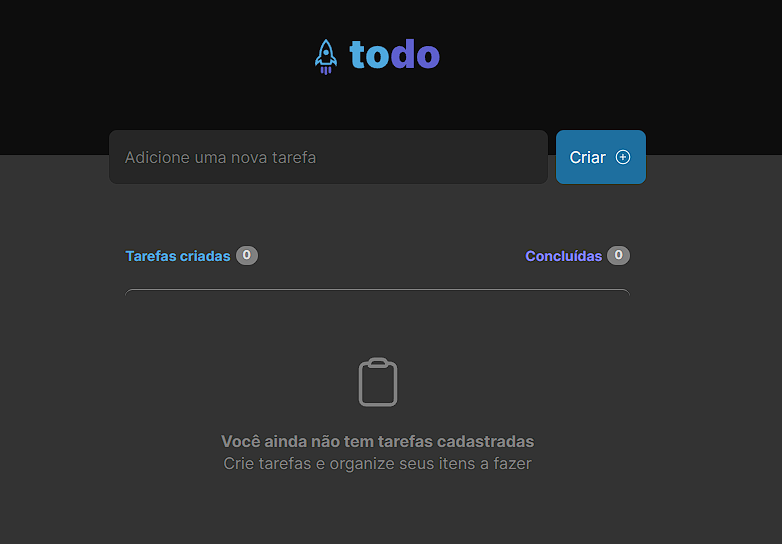 todo
Adicione uma nova tarefa
Criar
Tarefas criadas 0
Concluídas 0
Você ainda não tem tarefas cadastradas
Crie tarefas e organize seus itens a fazer